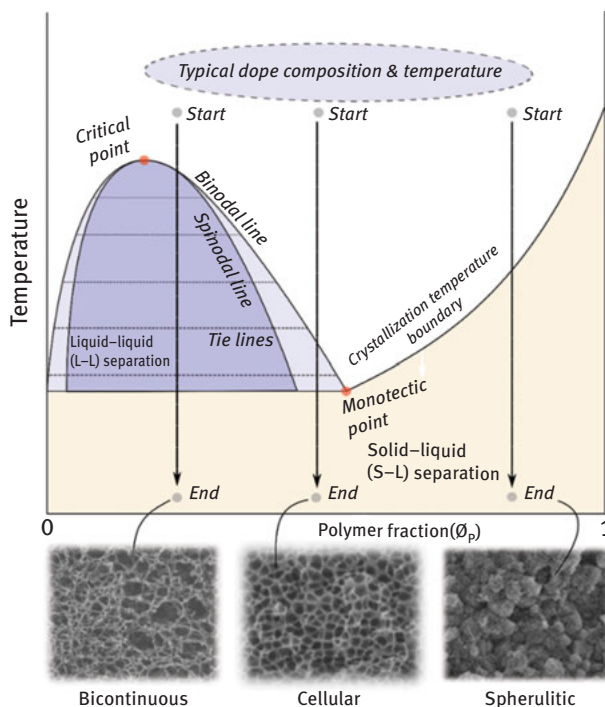 Typical dope composition & temperature
Start
Start
Start
Critical
point
Binodal line
Spinodal line
Temperature
Crystallization temperature
boundary
Liquid–liquid
(L–L) separation
Tie lines
Monotectic
point
Solid–liquid
(S–L) separation
End
End
End
0
Polymer fraction(Ø_P)
1
Bicontinuous
Cellular
Spherulitic